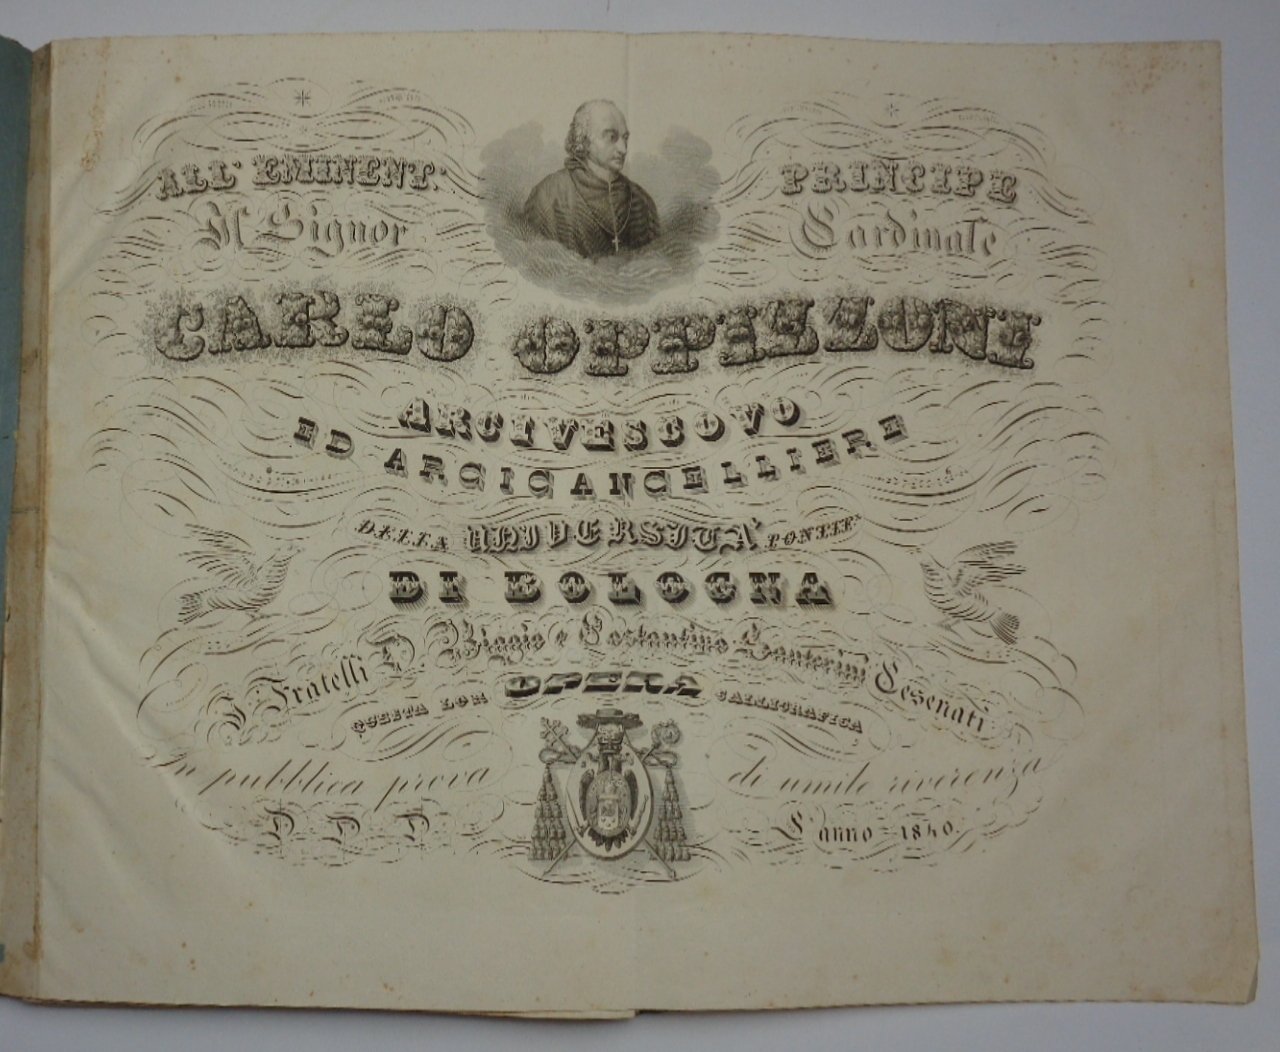 ALL' EMINENT.° PRINCIPE
Il Signor Cardinale
CARLO OPPIZZONI
ARCIVESCOVO
ED ARCICANCELLIERE
DELLA UNIVERSITA' PONTIF.ª
DI BOLOGNA
I Fratelli D. Biagio e Costantino Santerini Cesenati
QUESTA LOR OPERA CALLIGRAFICA
In pubblica prova di umile riverenza
D. D. D. L'anno 1840.